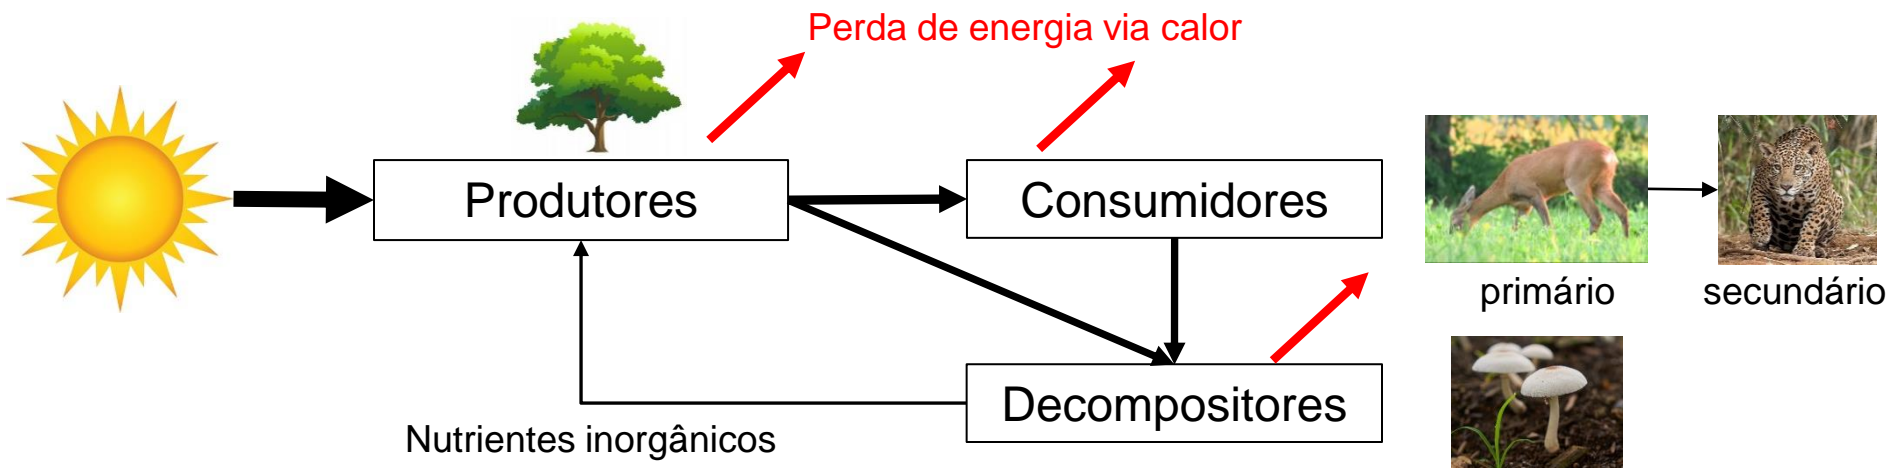 Perda de energia via calor
Produtores
Consumidores
primário
secundário
Decompositores
Nutrientes inorgânicos